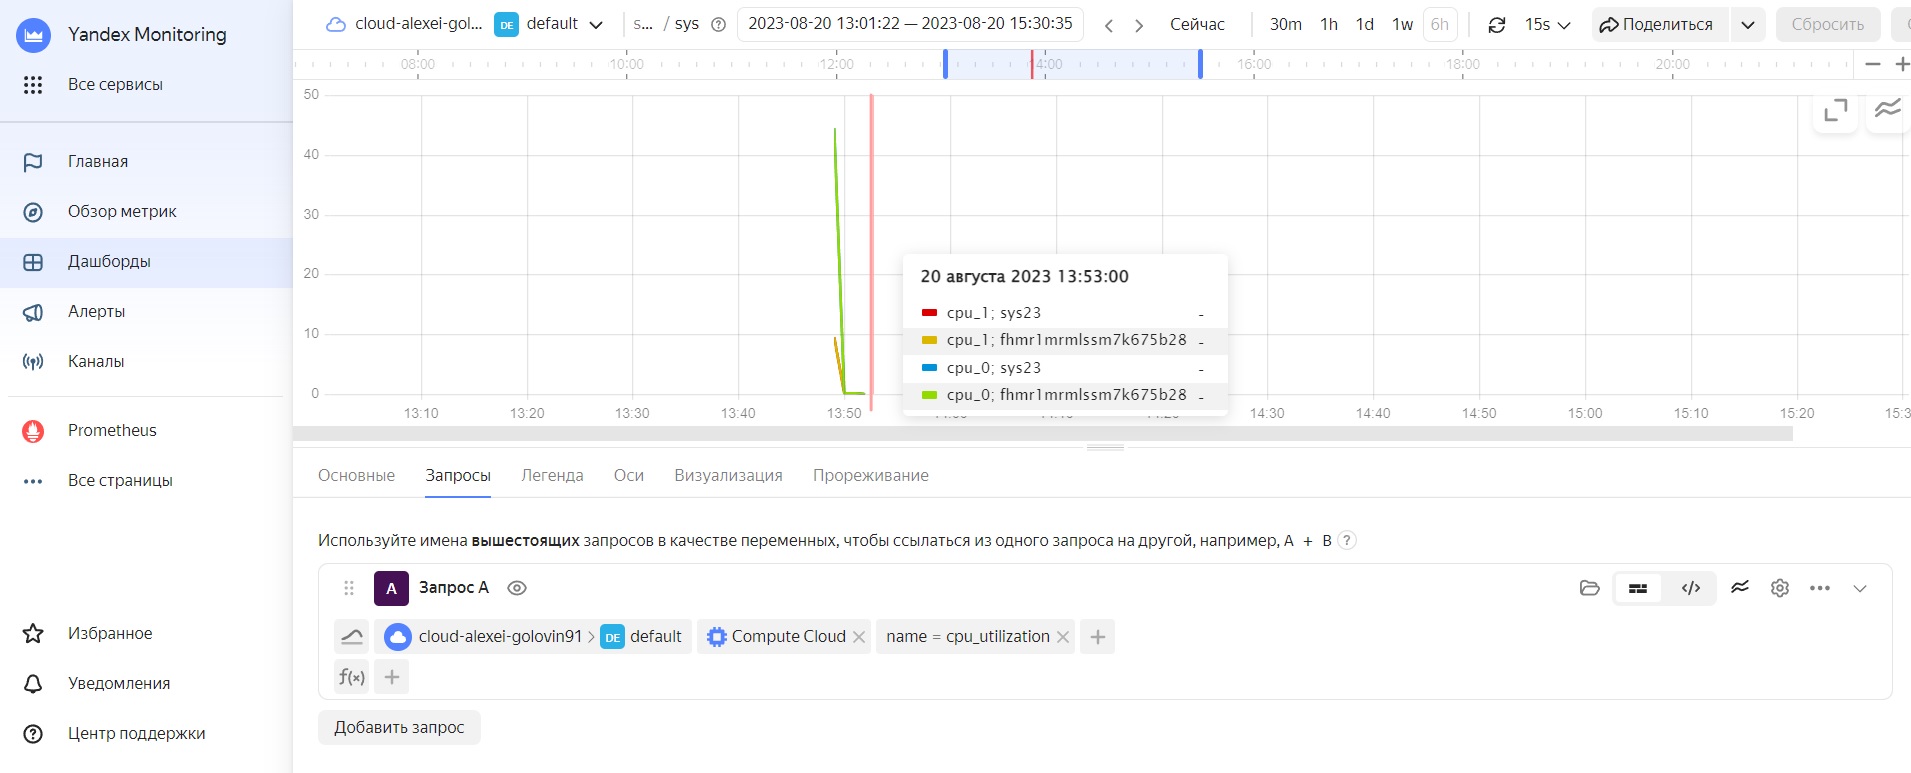 Yandex Monitoring
Все сервисы
Главная
Обзор метрик
Дашборды
Алерты
Каналы
Prometheus
Все страницы
Избранное
Уведомления
Центр поддержки
cloud-alexei-gol... DE default s... / sys 2023-08-20 13:01:22 — 2023-08-20 15:30:35 Сейчас 30m 1h 1d 1w 6h 15s Поделиться Сбросить
08:00 10:00 12:00 14:00 16:00 18:00 20:00
50
40
30
20
10
0
20 августа 2023 13:53:00
cpu_1; sys23 -
cpu_1; fhmr1mrmlssm7k675b28 -
cpu_0; sys23 -
cpu_0; fhmr1mrmlssm7k675b28 -
13:10 13:20 13:30 13:40 13:50 14:00 14:10 14:20 14:30 14:40 14:50 15:00 15:10 15:20 15:3
Основные Запросы Легенда Оси Визуализация Прореживание
Используйте имена вышестоящих запросов в качестве переменных, чтобы ссылаться из одного запроса на другой, например, A + B ?
A Запрос A </>
cloud-alexei-golovin91 > DE default Compute Cloud name = cpu_utilization +
f(x) +
Добавить запрос